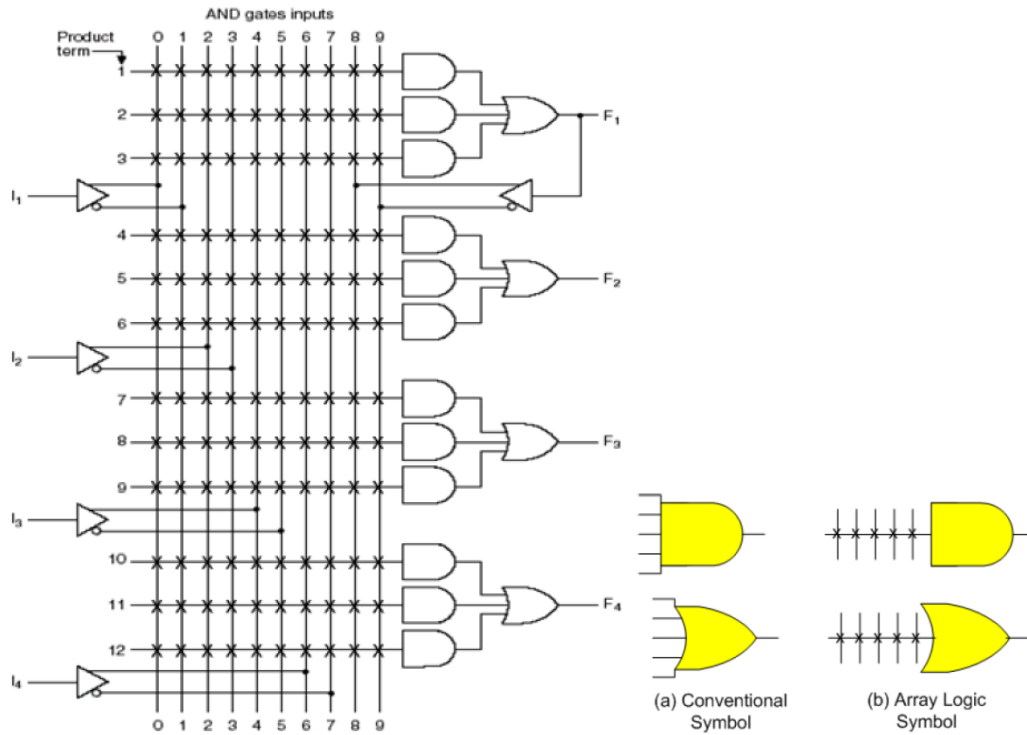 AND gates inputs
Product
term
0 1 2 3 4 5 6 7 8 9
1
2
F1
3
I1
4
5
F2
6
I2
7
8
F3
9
I3
10
11
F4
12
I4
0 1 2 3 4 5 6 7 8 9
(a) Conventional
Symbol
(b) Array Logic
Symbol